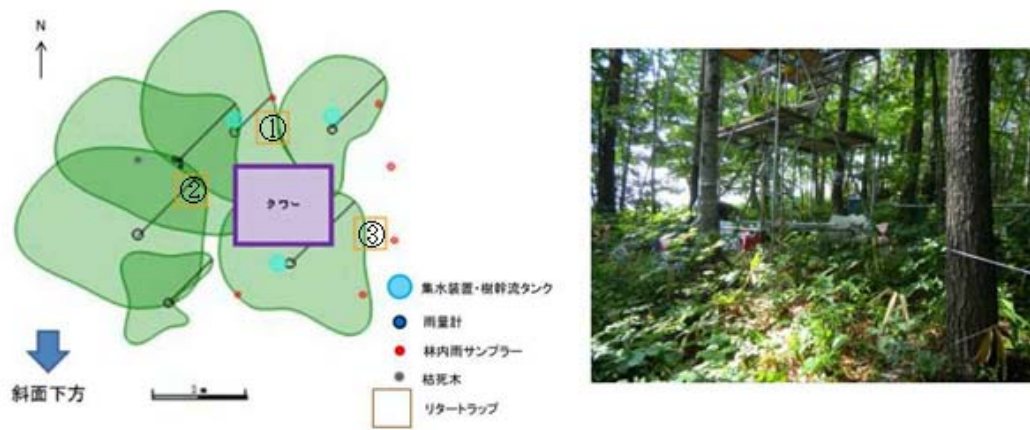 N
①
②
タワー
③
集水装置・樹幹流タンク
雨量計
林内雨サンプラー
枯死木
リタートラップ
斜面下方